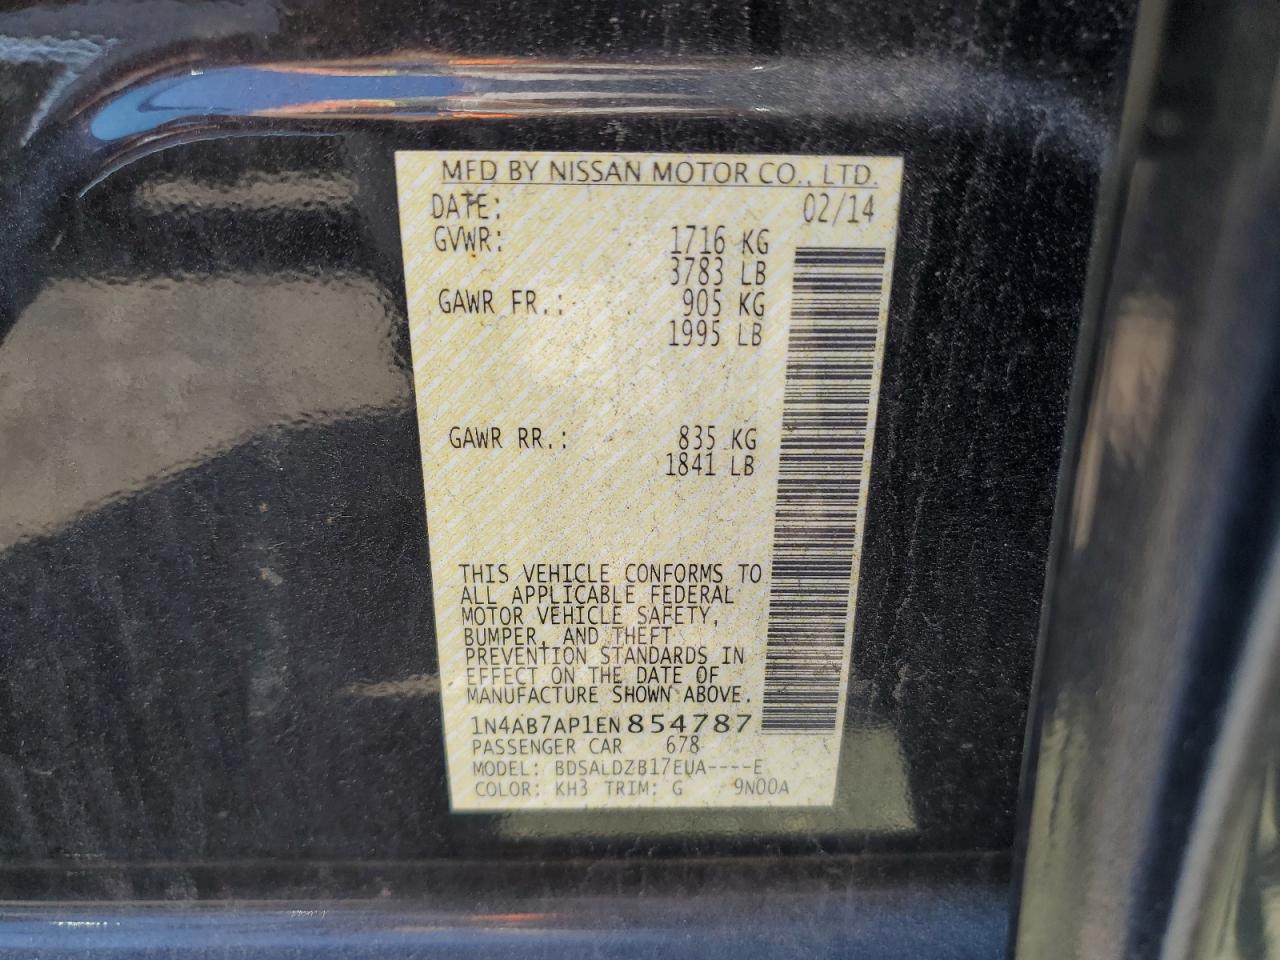 MFD BY NISSAN MOTOR CO., LTD.
DATE: 02/14
GVWR: 1716 KG
3783 LB
GAWR FR.: 905 KG
1995 LB
GAWR RR.: 835 KG
1841 LB
THIS VEHICLE CONFORMS TO
ALL APPLICABLE FEDERAL
MOTOR VEHICLE SAFETY,
BUMPER, AND THEFT
PREVENTION STANDARDS IN
EFFECT ON THE DATE OF
MANUFACTURE SHOWN ABOVE.
1N4AB7AP1EN854787
PASSENGER CAR 678
MODEL: BDSALDZB17EUA----E
COLOR: KH3 TRIM: G 9N00A